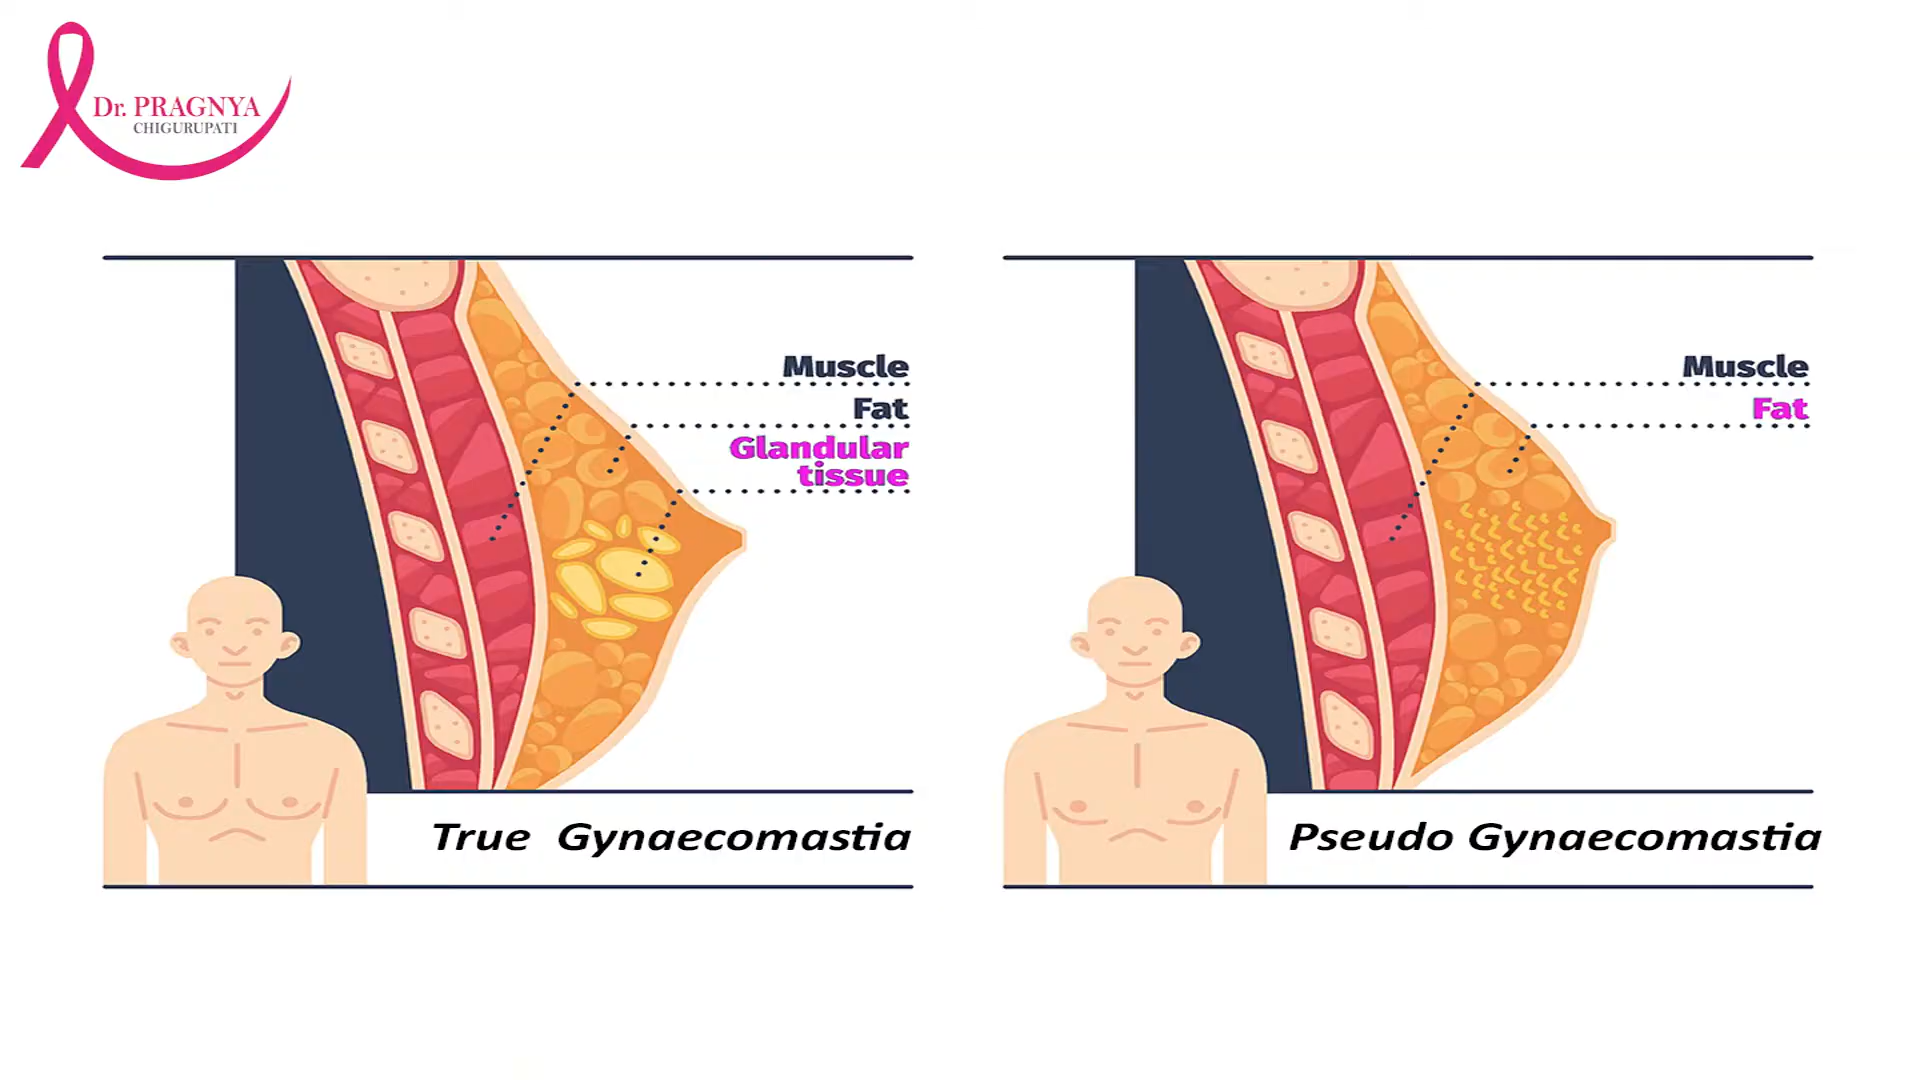 Dr. PRAGNYA
CHIGURUPATI
Muscle
Fat
Glandular
tissue
True Gynaecomastia
Muscle
Fat
Pseudo Gynaecomastia